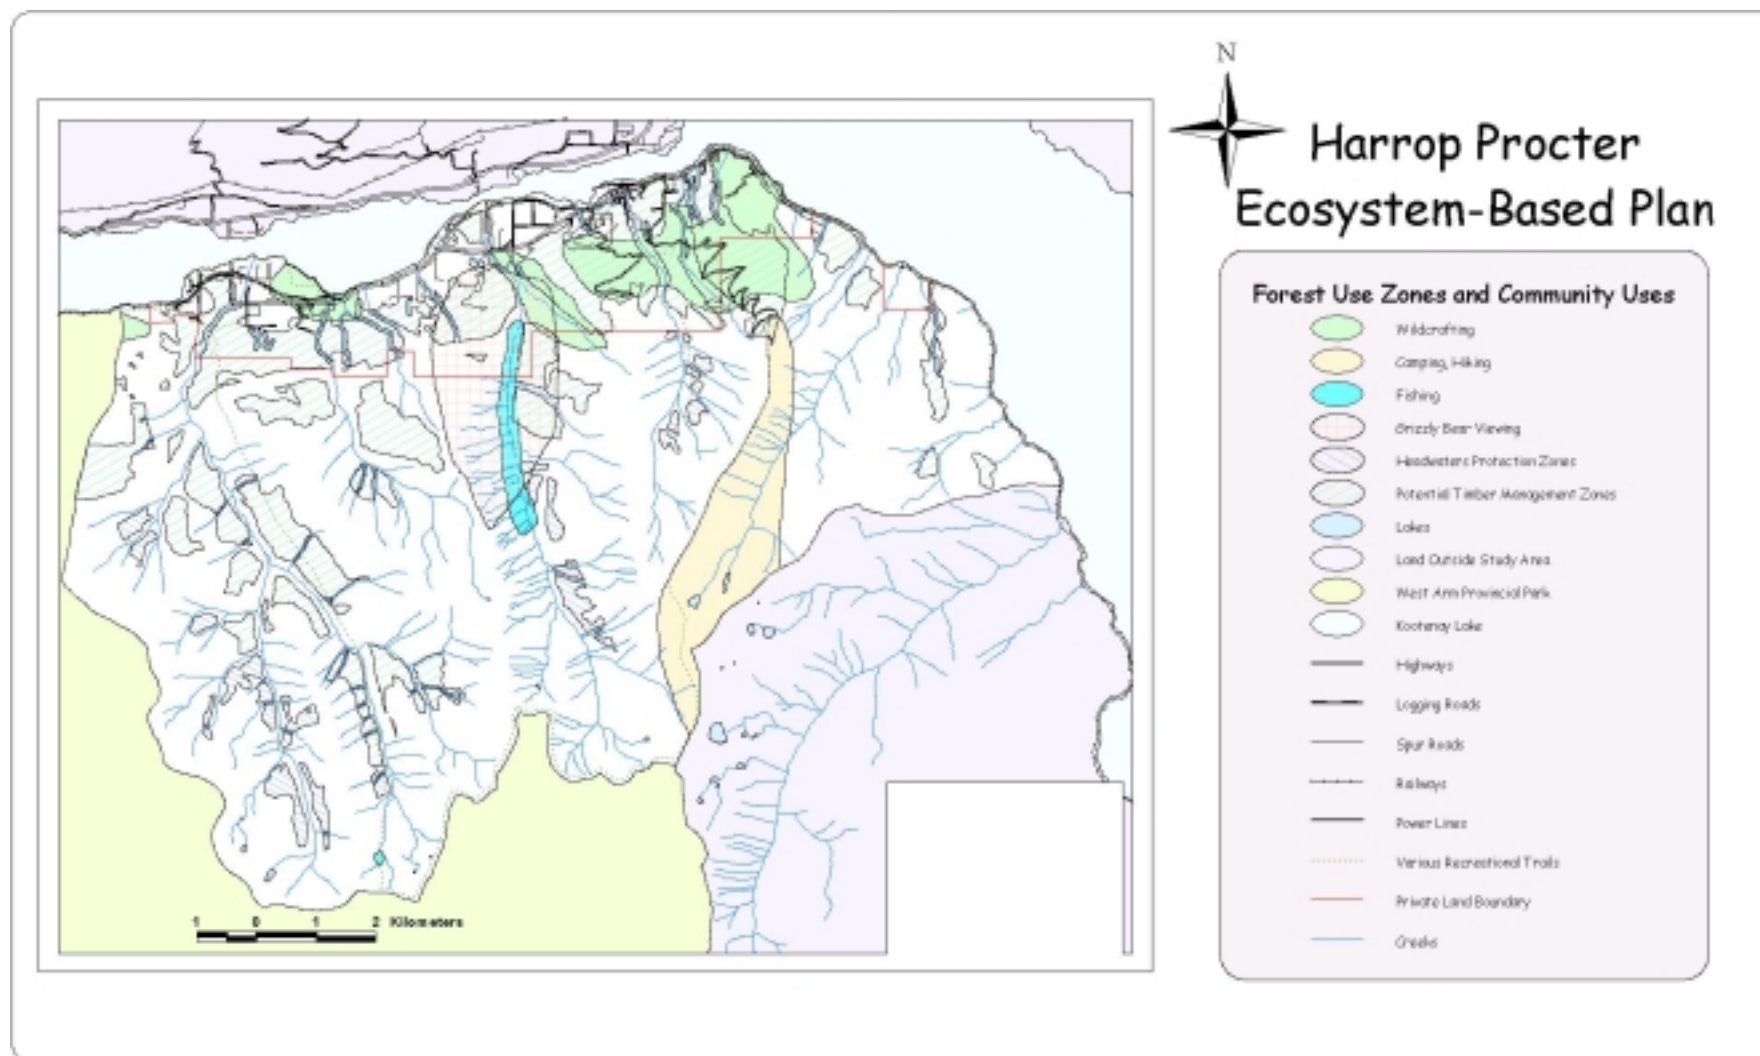 N
Harrop Procter
Ecosystem-Based Plan
Forest Use Zones and Community Uses
Wildcrafting
Camping, Hiking
Fishing
Grizzly Bear Viewing
Headwaters Protection Zones
Potential Timber Management Zones
Lakes
Land Outside Study Area
West Arm Provincial Park
Kootenay Lake
Highways
Logging Roads
Spur Roads
Railways
Power Lines
Various Recreational Trails
Private Land Boundary
Creeks
1 0 1 2 Kilometers